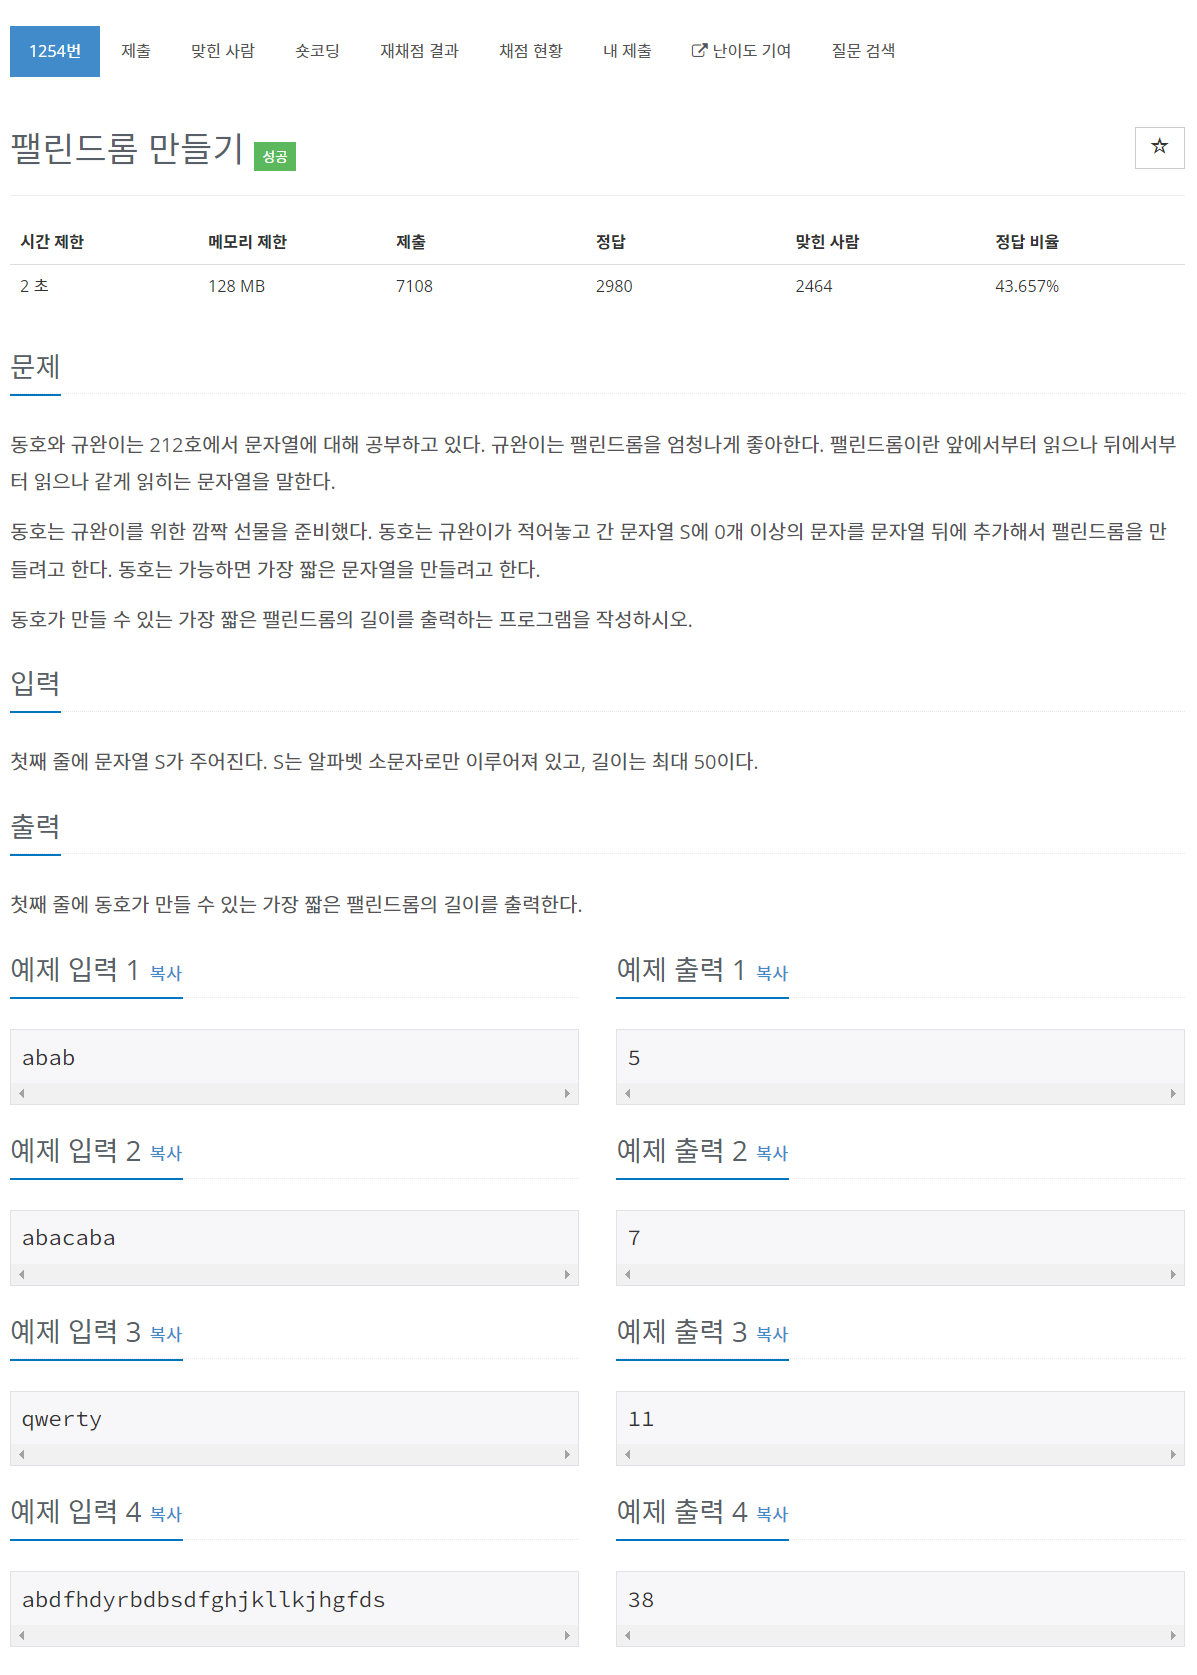 1254번 제출 맞힌 사람 숏코딩 재채점 결과 채점 현황 내 제출 난이도 기여 질문 검색
팰린드롬 만들기 성공
시간 제한 메모리 제한 제출 정답 맞힌 사람 정답 비율
2 초 128 MB 7108 2980 2464 43.657%
문제
동호와 규완이는 212호에서 문자열에 대해 공부하고 있다. 규완이는 팰린드롬을 엄청나게 좋아한다. 팰린드롬이란 앞에서부터 읽으나 뒤에서부
터 읽으나 같게 읽히는 문자열을 말한다.
동호는 규완이를 위한 깜짝 선물을 준비했다. 동호는 규완이가 적어놓고 간 문자열 S에 0개 이상의 문자를 문자열 뒤에 추가해서 팰린드롬을 만
들려고 한다. 동호는 가능하면 가장 짧은 문자열을 만들려고 한다.
동호가 만들 수 있는 가장 짧은 팰린드롬의 길이를 출력하는 프로그램을 작성하시오.
입력
첫째 줄에 문자열 S가 주어진다. S는 알파벳 소문자로만 이루어져 있고, 길이는 최대 50이다.
출력
첫째 줄에 동호가 만들 수 있는 가장 짧은 팰린드롬의 길이를 출력한다.
예제 입력 1 복사
abab
예제 출력 1 복사
5
예제 입력 2 복사
abacaba
예제 출력 2 복사
7
예제 입력 3 복사
qwerty
예제 출력 3 복사
11
예제 입력 4 복사
abdfhdyrbdbsdfghjkllkjhgfds
예제 출력 4 복사
38